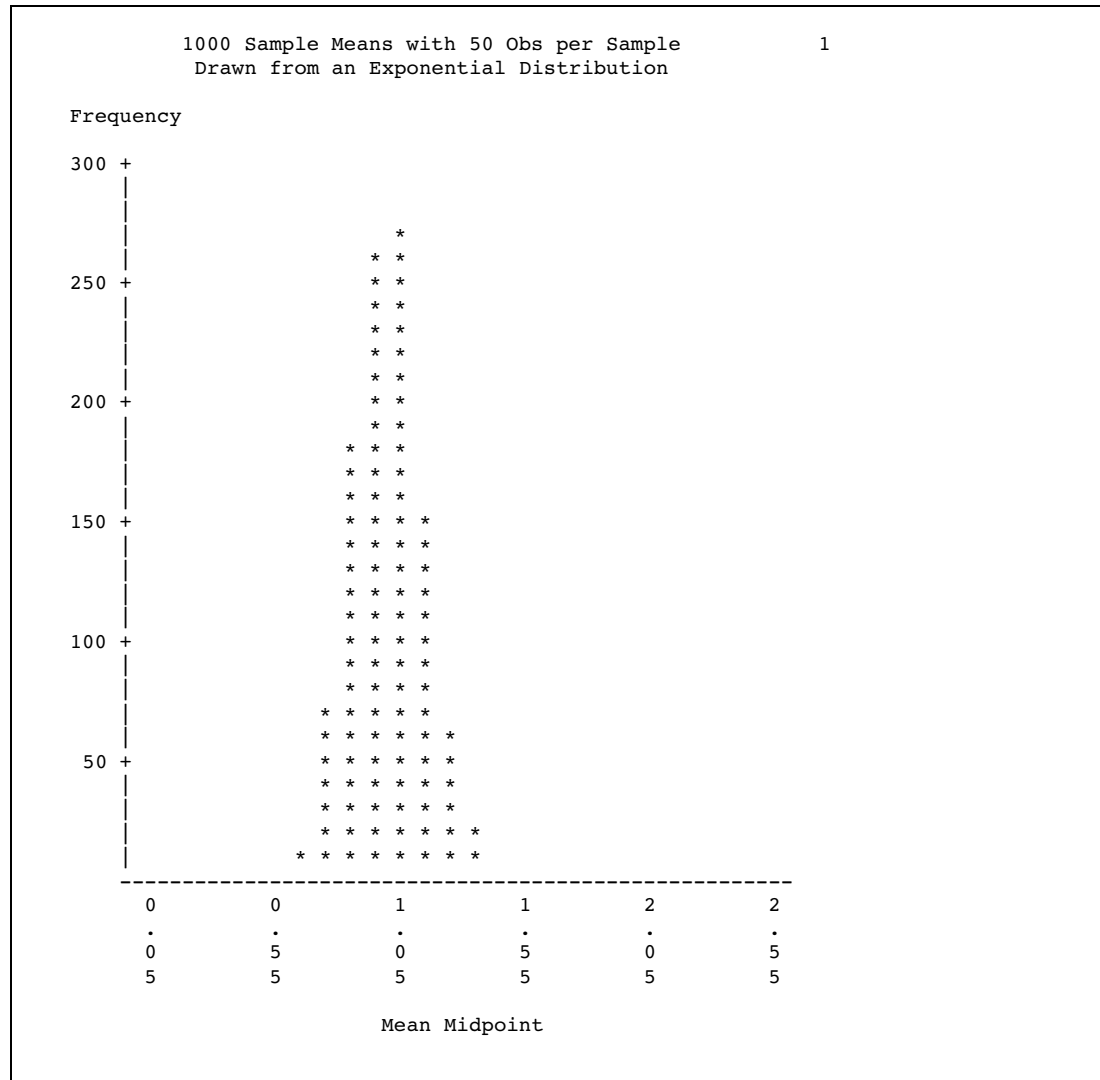 1000 Sample Means with 50 Obs per Sample 1
Drawn from an Exponential Distribution
Frequency
300 +
|
|
| *
| * *
250 + * *
| * *
| * *
| * *
| * *
200 + * *
| * *
| * * *
| * * *
| * * *
150 + * * * *
| * * * *
| * * * *
| * * * *
| * * * *
100 + * * * *
| * * * *
| * * * *
| * * * * *
| * * * * * *
50 + * * * * * *
| * * * * * *
| * * * * * *
| * * * * * * *
| * * * * * * * *
------------------------------------------------------
0 0 1 1 2 2
. . . . . .
0 5 0 5 0 5
5 5 5 5 5 5
Mean Midpoint